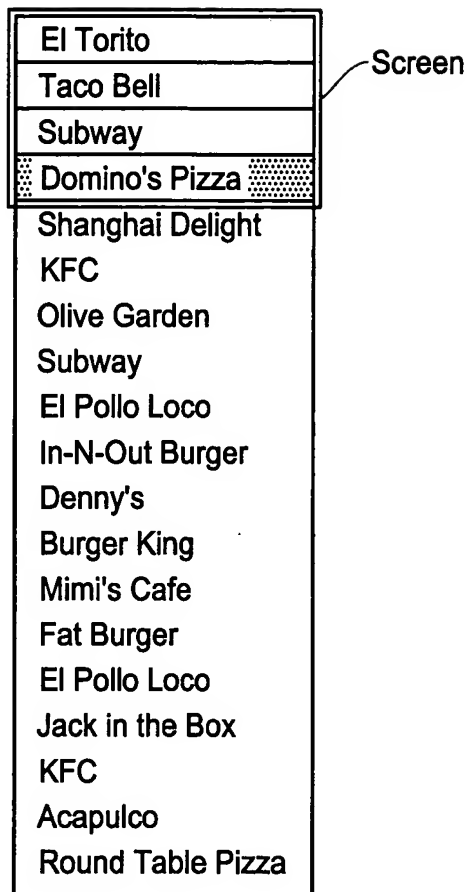 El Torito
Screen
Taco Bell
Subway
Domino's Pizza
Shanghai Delight
KFC
Olive Garden
Subway
El Pollo Loco
In-N-Out Burger
Denny's
Burger King
Mimi's Cafe
Fat Burger
El Pollo Loco
Jack in the Box
KFC
Acapulco
Round Table Pizza